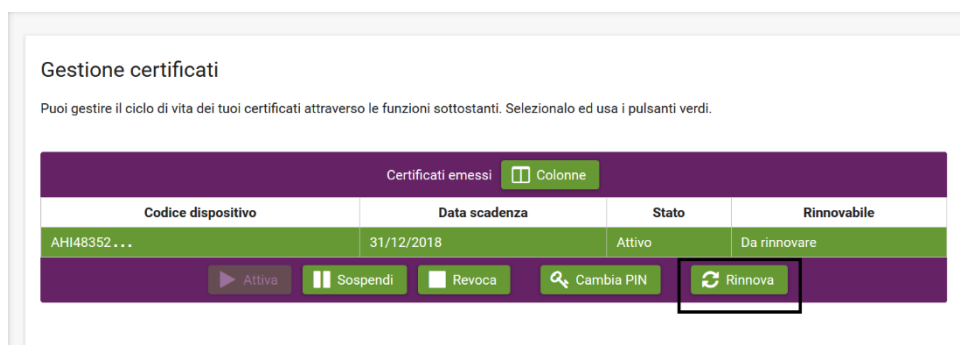 Gestione certificati
Puoi gestire il ciclo di vita dei tuoi certificati attraverso le funzioni sottostanti. Selezionalo ed usa i pulsanti verdi.
Certificati emessi Colonne
Codice dispositivo Data scadenza Stato Rinnovabile
AHI48352... 31/12/2018 Attivo Da rinnovare
Attiva Sospendi Revoca Cambia PIN Rinnova